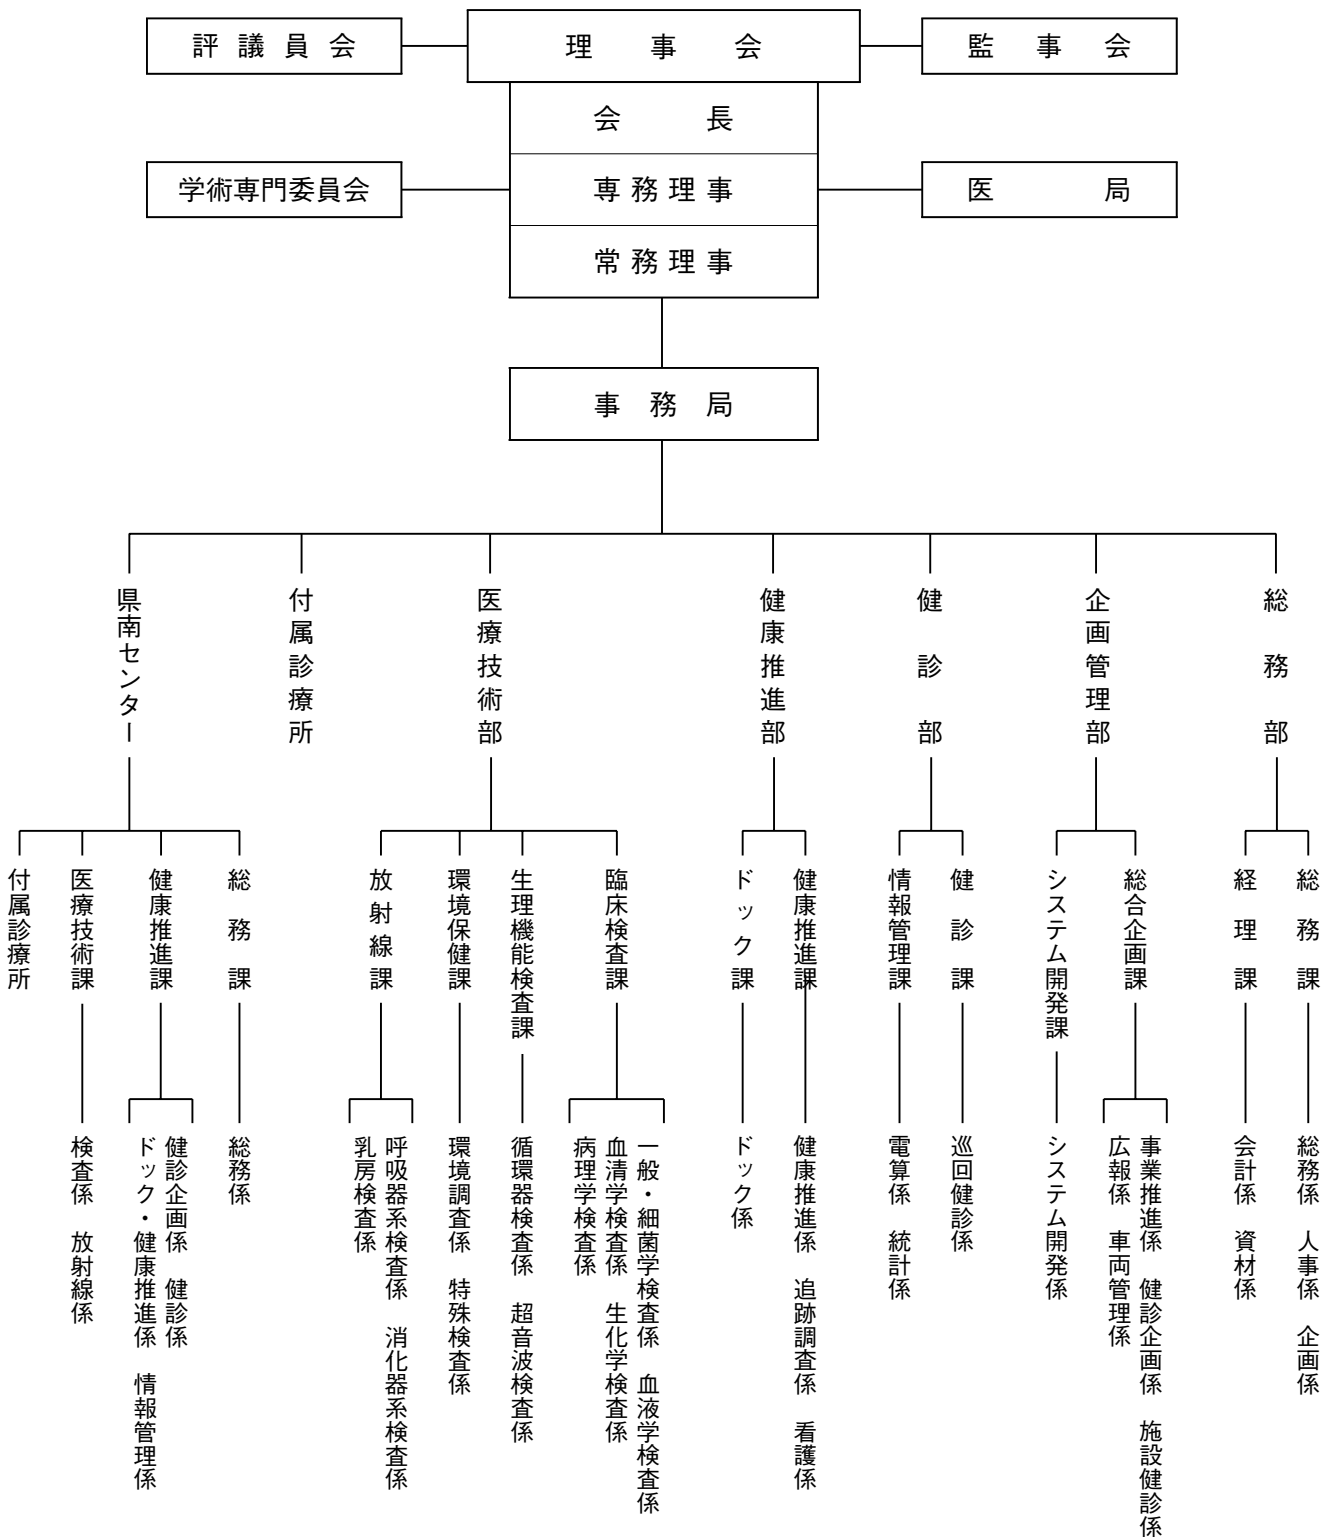 評議員会
理事会
監事会
会長
学術専門委員会
専務理事
医局
常務理事
事務局
総務部
企画管理部
健診部
健康推進部
医療技術部
付属診療所
県南センター
総務課
経理課
総合企画課
システム開発課
健診課
情報管理課
健康推進課
ドック課
臨床検査課
生理機能検査課
環境保健課
放射線課
総務課
健康推進課
医療技術課
付属診療所
総務係 人事係 企画係
会計係 資材係
事業推進係 健診企画係 施設健診係
広報係 車両管理係
システム開発係
巡回健診係
電算係 統計係
健康推進係 追跡調査係 看護係
ドック係
一般・細菌学検査係 血液学検査係
血清学検査係 生化学検査係
病理学検査係
循環器検査係 超音波検査係
環境調査係 特殊検査係
呼吸器系検査係 消化器系検査係
乳房検査係
総務係
健診企画係 健診係
ドック・健康推進係 情報管理係
検査係 放射線係